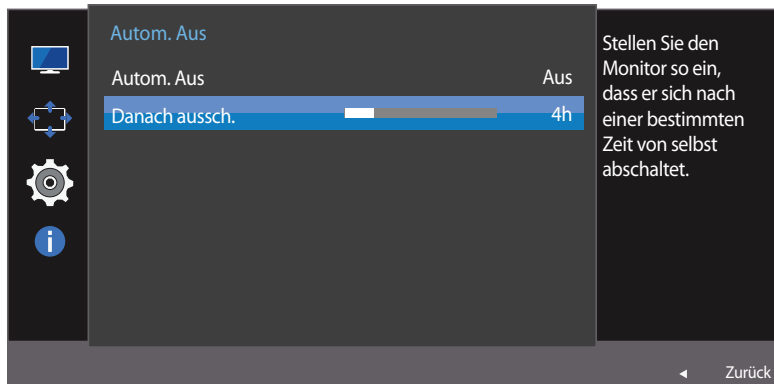 Autom. Aus
Autom. Aus Aus
Danach aussch. 4h
Stellen Sie den
Monitor so ein,
dass er sich nach
einer bestimmten
Zeit von selbst
abschaltet.
Zurück